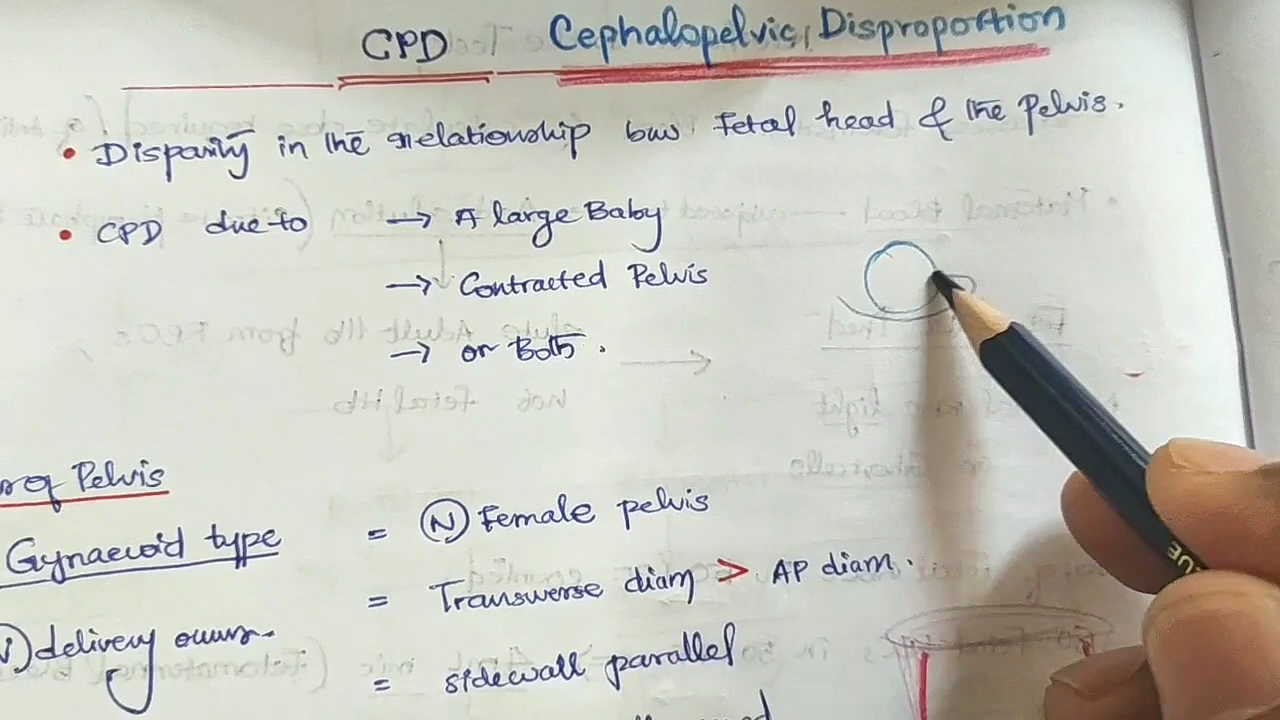 CPD Cephalopelvic Disproportion
• Disparity in the relationship b/w Fetal head & the Pelvis.
• CPD due to → A large Baby
→ Contracted Pelvis
→ or Both.
of Pelvis
Gynaecoid type = (N) Female pelvis
= Transverse diam > AP diam.
(N) delivery occurs.
= sidewall parallel
UE